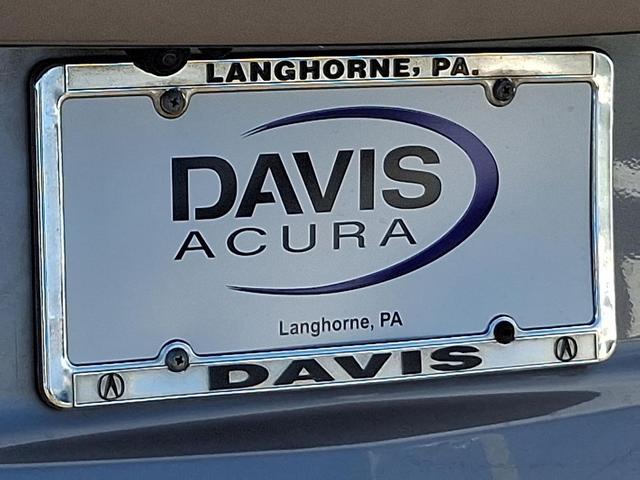 LANGHORNE, PA.
DAVIS
ACURA
Langhorne, PA
DAVIS